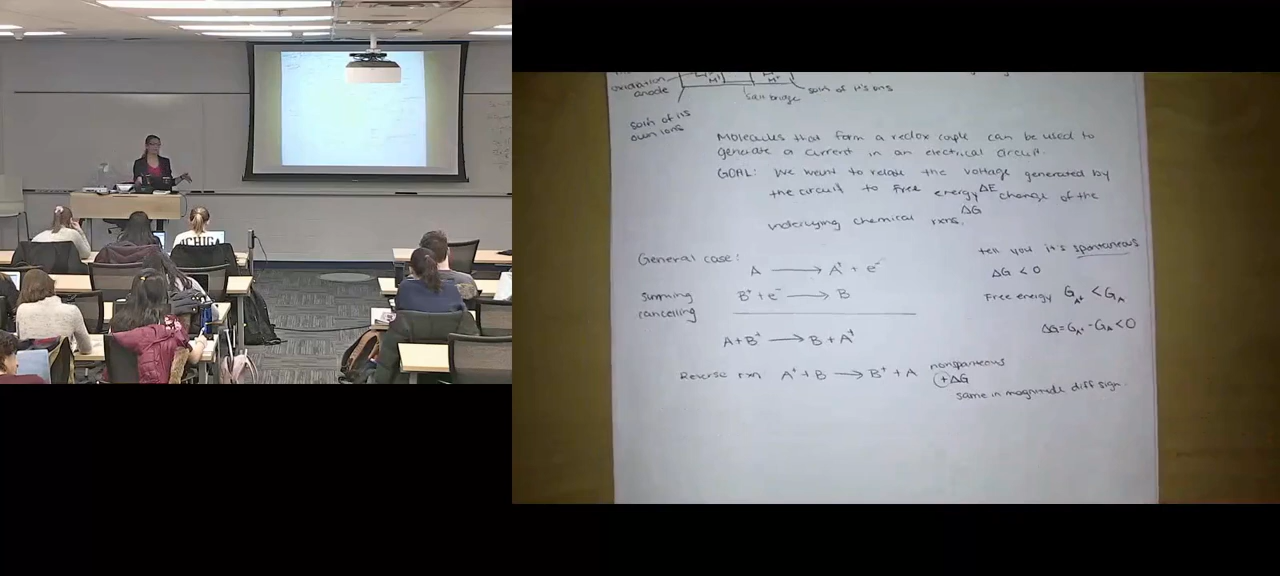 oxidation
anode
H⁺
H⁺
salt bridge
soln of it's ions
soln of its
own ions
Molecules that form a redox couple can be used to
generate a current in an electrical circuit.
GOAL: We want to relate the voltage generated by
the circuit to free energy ΔE change of the
underlying chemical rxns. ΔG
General case:
A ⟶ A⁺ + e⁻
B⁺ + e⁻ ⟶ B
summing
cancelling
A + B⁺ ⟶ B + A⁺
Reverse rxn A⁺ + B ⟶ B⁺ + A
tell you it's spontaneous
ΔG < 0
Free energy G_A⁺ < G_A
ΔG = G_A⁺ - G_A < 0
nonspaneous
+ΔG
same in magnitude diff sign.